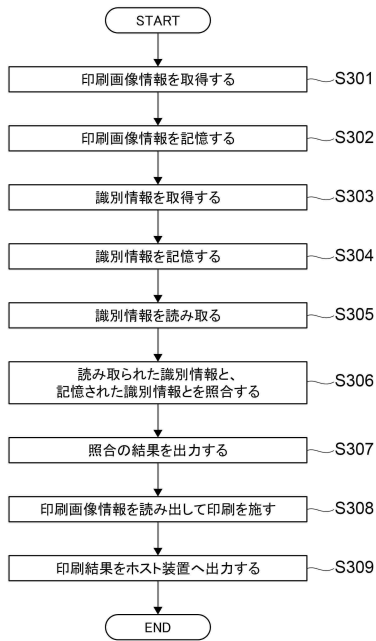 START
印刷画像情報を取得する S301
印刷画像情報を記憶する S302
識別情報を取得する S303
識別情報を記憶する S304
識別情報を読み取る S305
読み取られた識別情報と、
記憶された識別情報とを照合する S306
照合の結果を出力する S307
印刷画像情報を読み出して印刷を施す S308
印刷結果をホスト装置へ出力する S309
END